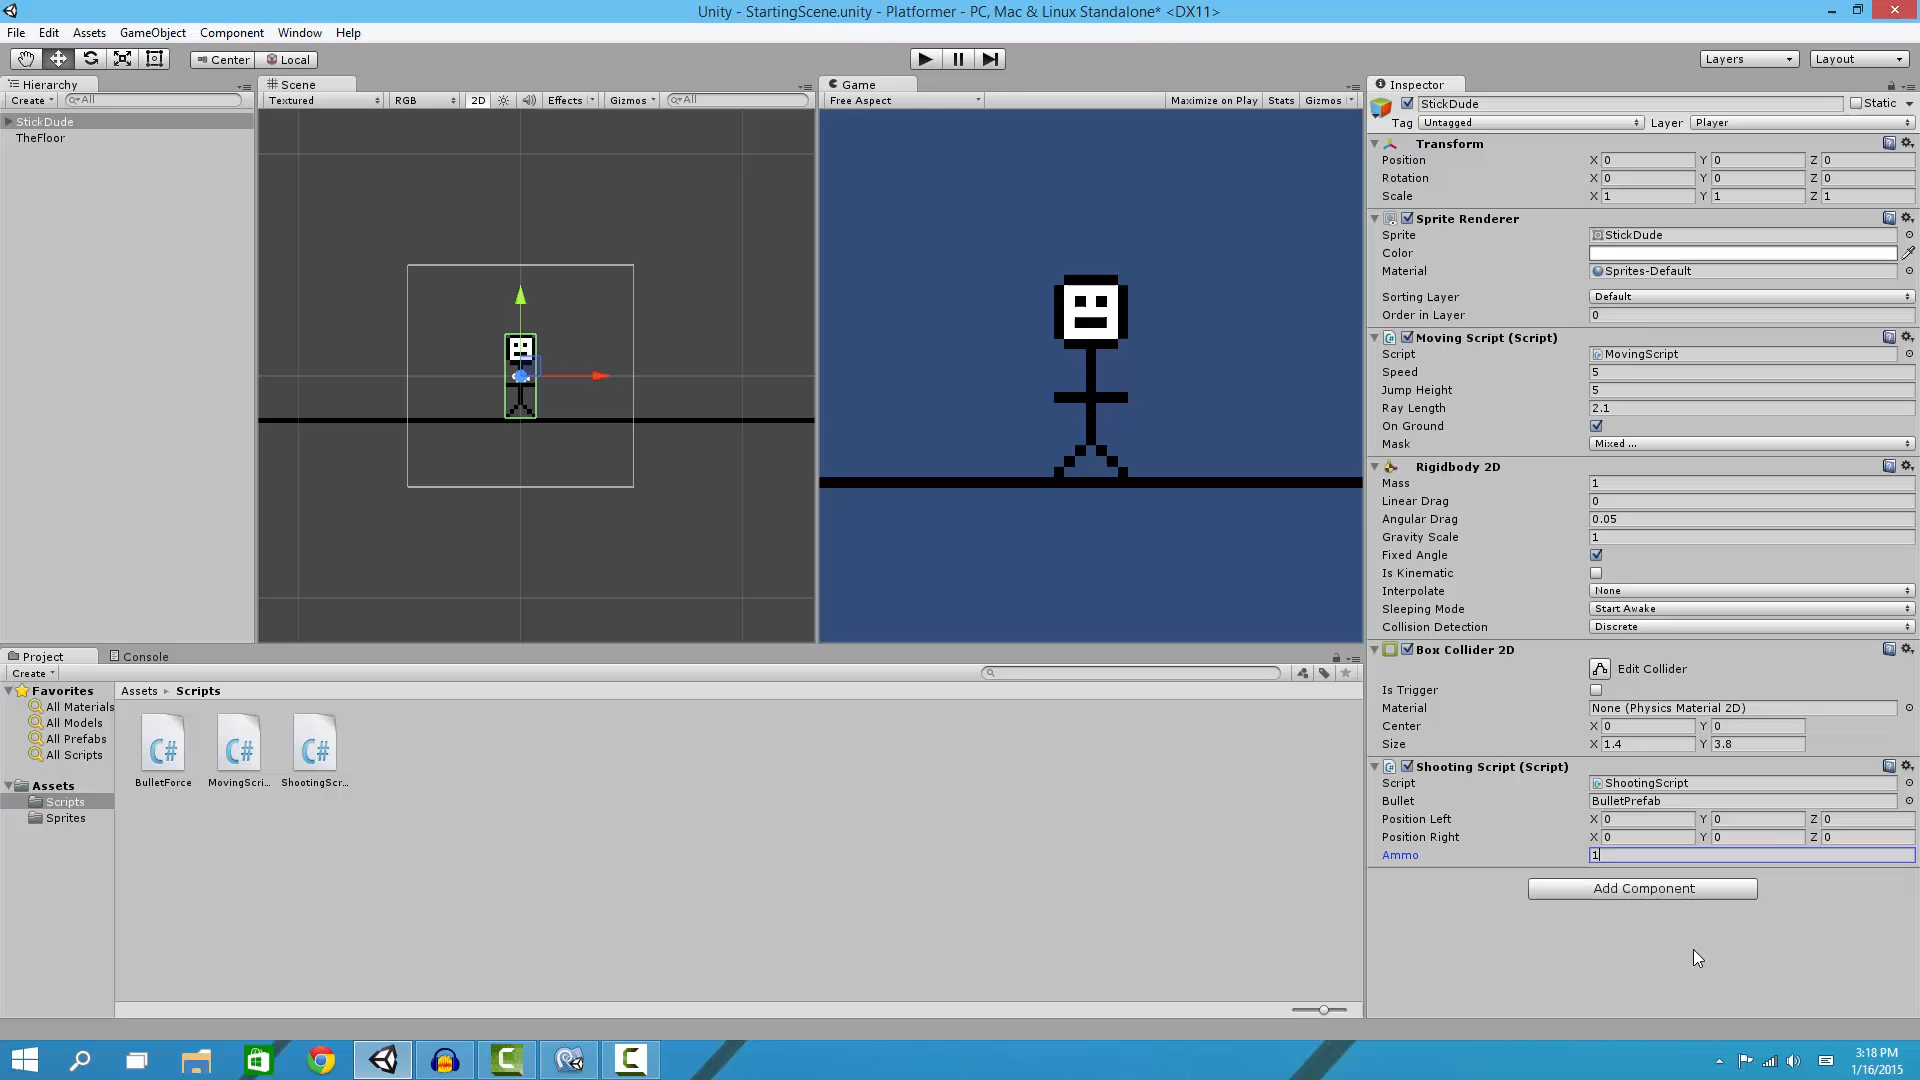 Unity - StartingScene.unity - Platformer - PC, Mac & Linux Standalone* <DX11>
File Edit Assets GameObject Component Window Help
Center Local Layers Layout
Hierarchy
Create All
StickDude
TheFloor
Scene
Textured RGB 2D Effects Gizmos All
Game
Free Aspect Maximize on Play Stats Gizmos
Inspector
StickDude Static
Tag Untagged Layer Player
Transform
Position X 0 Y 0 Z 0
Rotation X 0 Y 0 Z 0
Scale X 1 Y 1 Z 1
Sprite Renderer
Sprite StickDude
Color
Material Sprites-Default
Sorting Layer Default
Order in Layer 0
Moving Script (Script)
Script MovingScript
Speed 5
Jump Height 5
Ray Length 2.1
On Ground
Mask Mixed ...
Rigidbody 2D
Mass 1
Linear Drag 0
Angular Drag 0.05
Gravity Scale 1
Fixed Angle
Is Kinematic
Interpolate None
Sleeping Mode Start Awake
Collision Detection Discrete
Box Collider 2D
Edit Collider
Is Trigger
Material None (Physics Material 2D)
Center X 0 Y 0
Size X 1.4 Y 3.8
Shooting Script (Script)
Script ShootingScript
Bullet BulletPrefab
Position Left X 0 Y 0 Z 0
Position Right X 0 Y 0 Z 0
Ammo 1
Add Component
Project Console
Create
Favorites
All Materials
All Models
All Prefabs
All Scripts
Assets
Scripts
Sprites
Assets Scripts
C# C# C#
BulletForce MovingScri... ShootingScr...
3:18 PM
1/16/2015